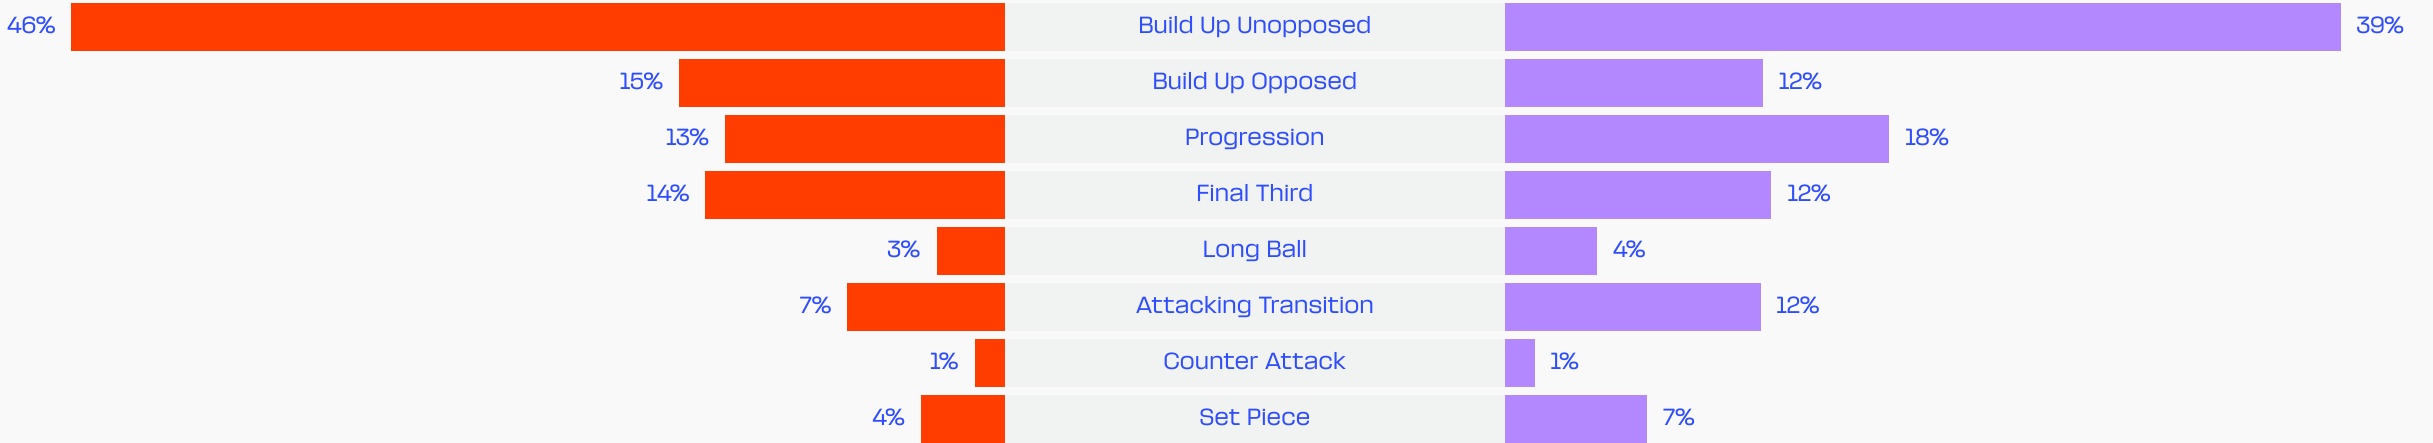 46% Build Up Unopposed 39%
15% Build Up Opposed 12%
13% Progression 18%
14% Final Third 12%
3% Long Ball 4%
7% Attacking Transition 12%
1% Counter Attack 1%
4% Set Piece 7%